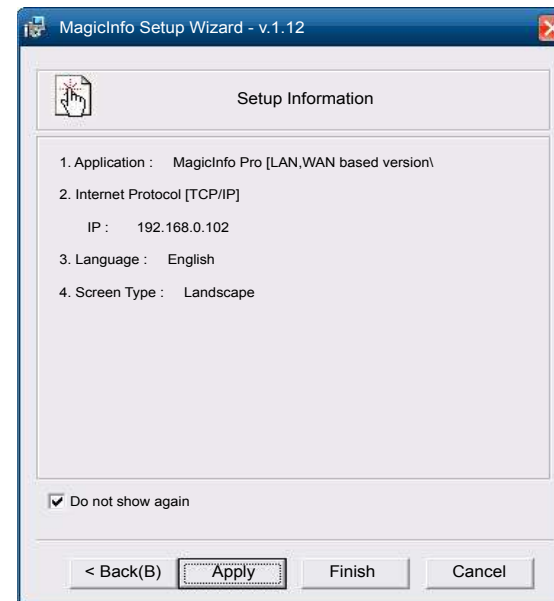 MagicInfo Setup Wizard - v.1.12
Setup Information
1. Application : MagicInfo Pro [LAN,WAN based version\
2. Internet Protocol [TCP/IP]
IP : 192.168.0.102
3. Language : English
4. Screen Type : Landscape
Do not show again
< Back(B) Apply Finish Cancel